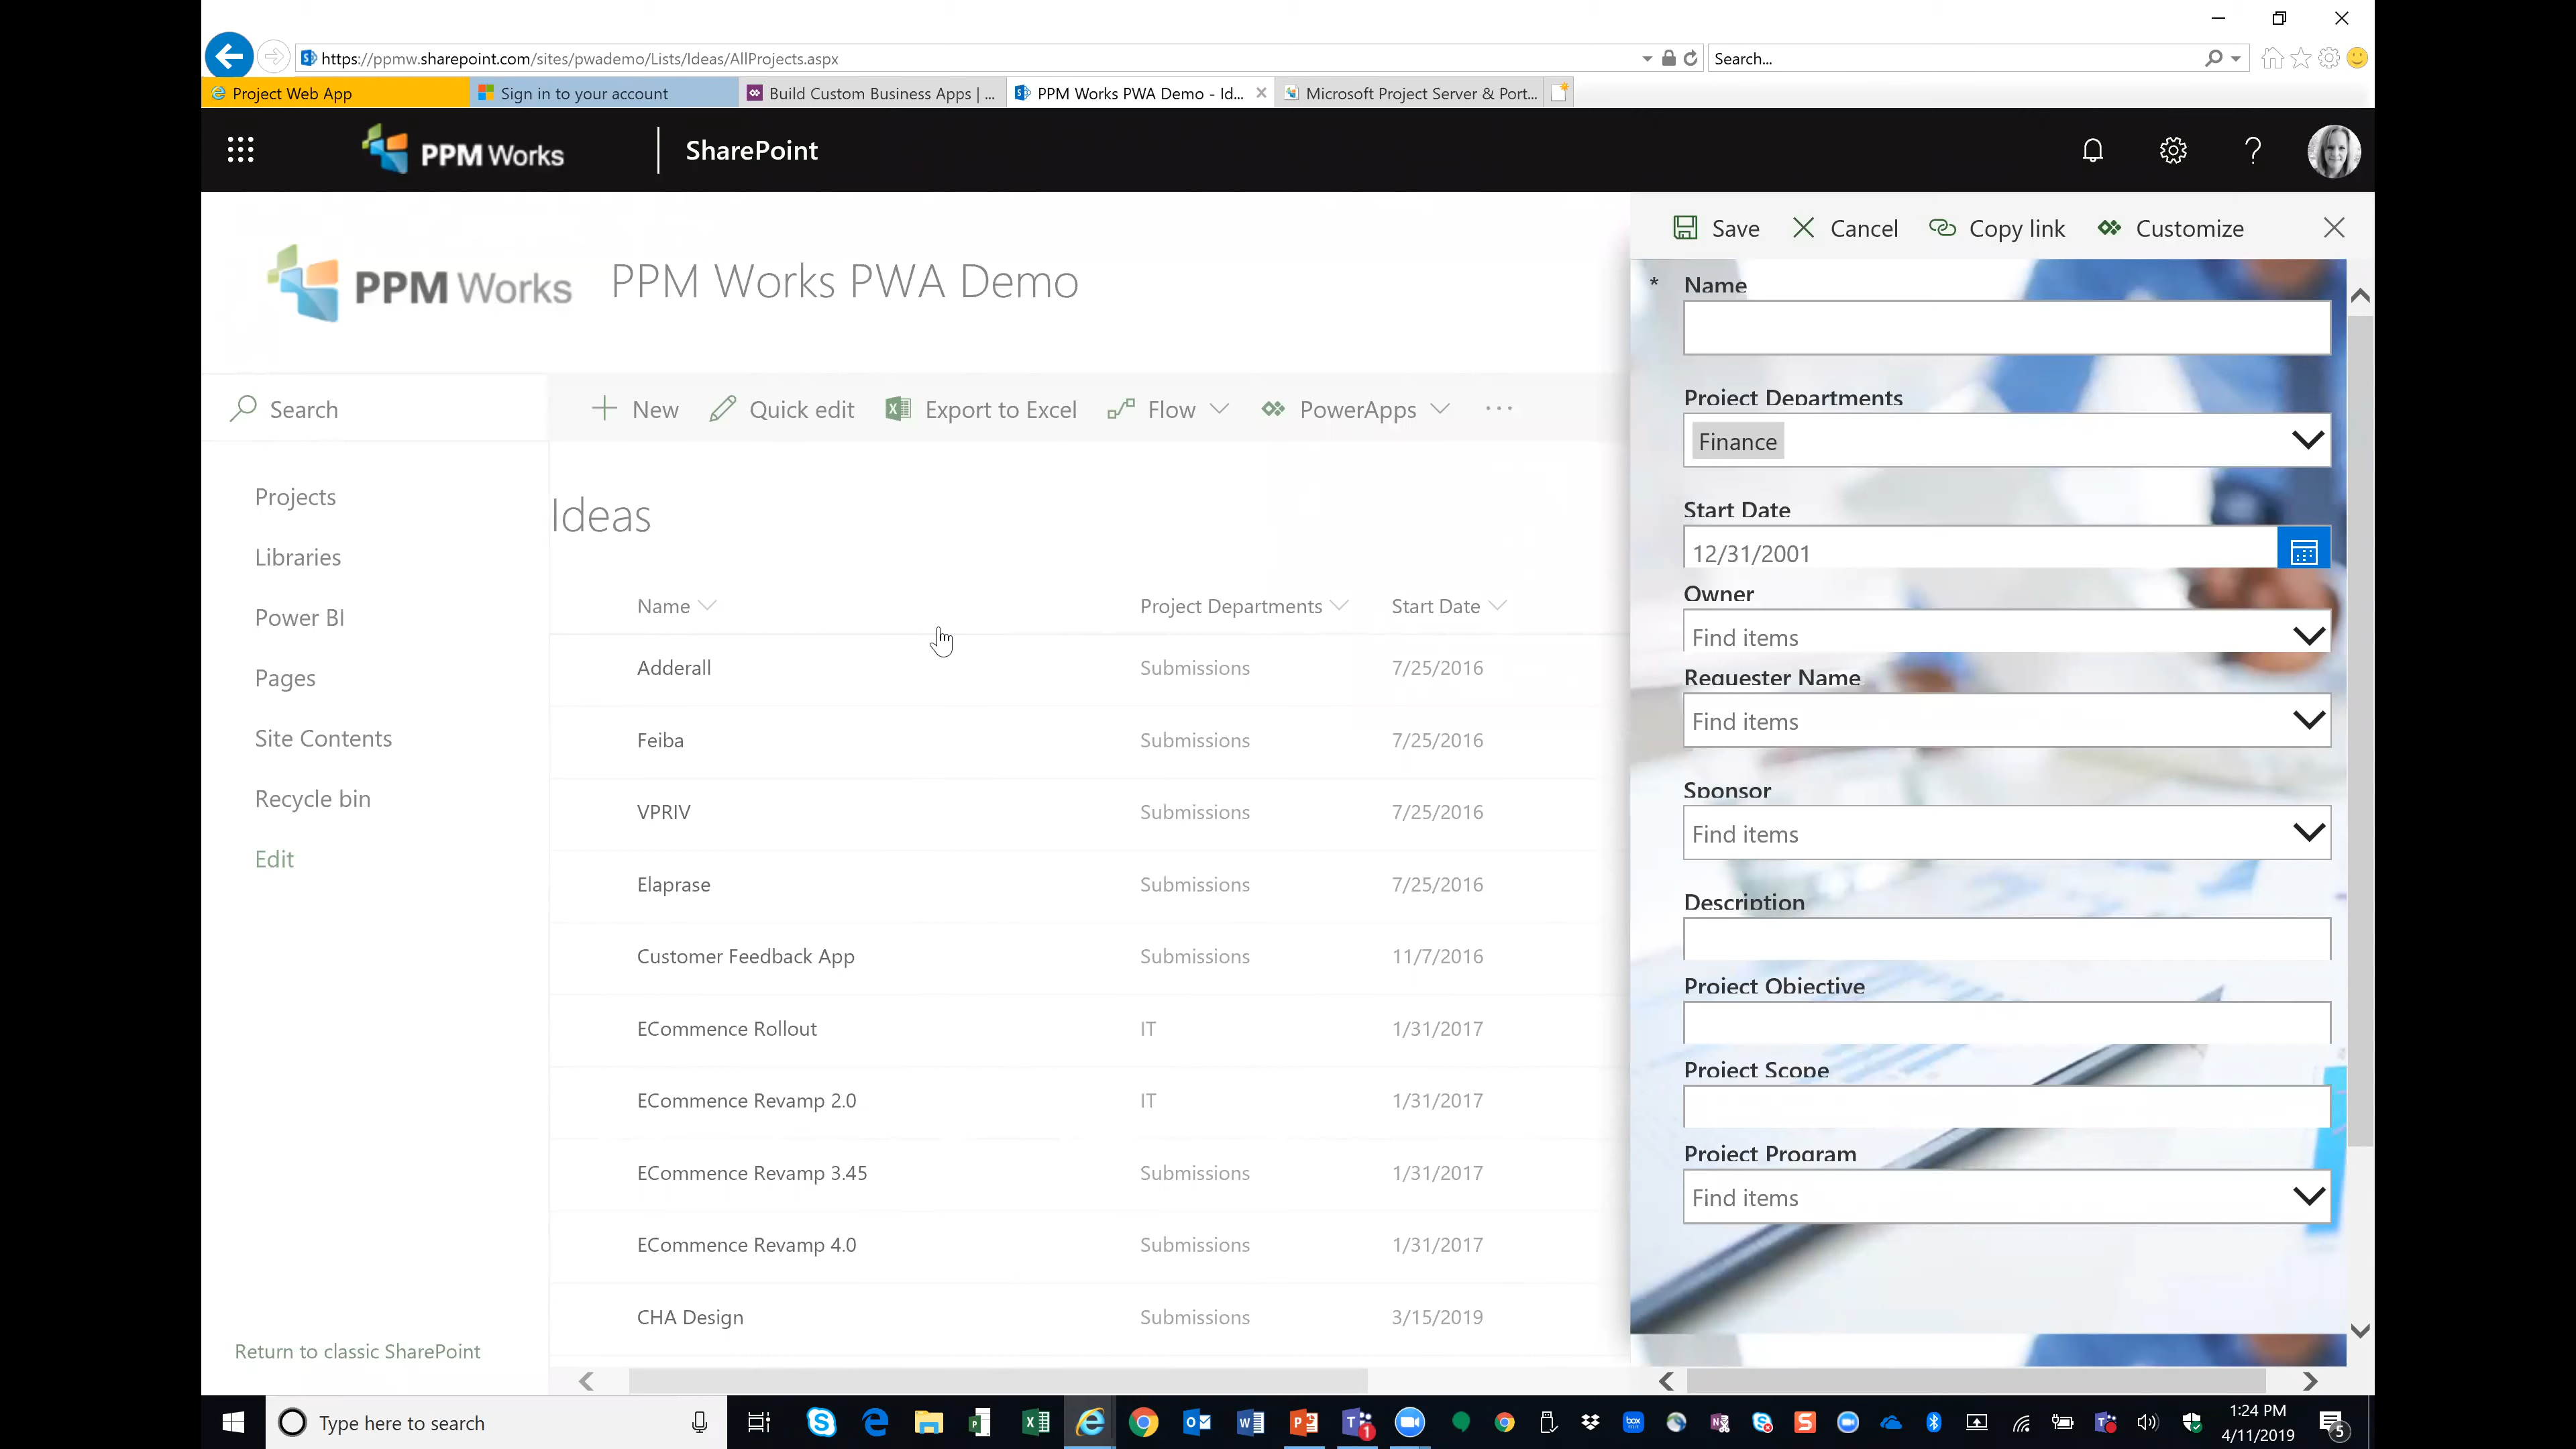 https://ppmw.sharepoint.com/sites/pwademo/Lists/Ideas/AllProjects.aspx
Search...
Project Web App
Sign in to your account
Build Custom Business Apps | ...
PPM Works PWA Demo - Id...
Microsoft Project Server & Port...
PPM Works
SharePoint
Save
Cancel
Copy link
Customize
PPM Works
PPM Works PWA Demo
Search
New
Quick edit
Export to Excel
Flow
PowerApps
...
Projects
Libraries
Power BI
Pages
Site Contents
Recycle bin
Edit
Return to classic SharePoint
Ideas
Name Project Departments Start Date
Adderall Submissions 7/25/2016
Feiba Submissions 7/25/2016
VPRIV Submissions 7/25/2016
Elaprase Submissions 7/25/2016
Customer Feedback App Submissions 11/7/2016
ECommence Rollout IT 1/31/2017
ECommence Revamp 2.0 IT 1/31/2017
ECommence Revamp 3.45 Submissions 1/31/2017
ECommence Revamp 4.0 Submissions 1/31/2017
CHA Design Submissions 3/15/2019
* Name
Project Departments
Finance
Start Date
12/31/2001
Owner
Find items
Requester Name
Find items
Sponsor
Find items
Description
Project Objective
Project Scope
Project Program
Find items
Type here to search
1:24 PM
4/11/2019
5